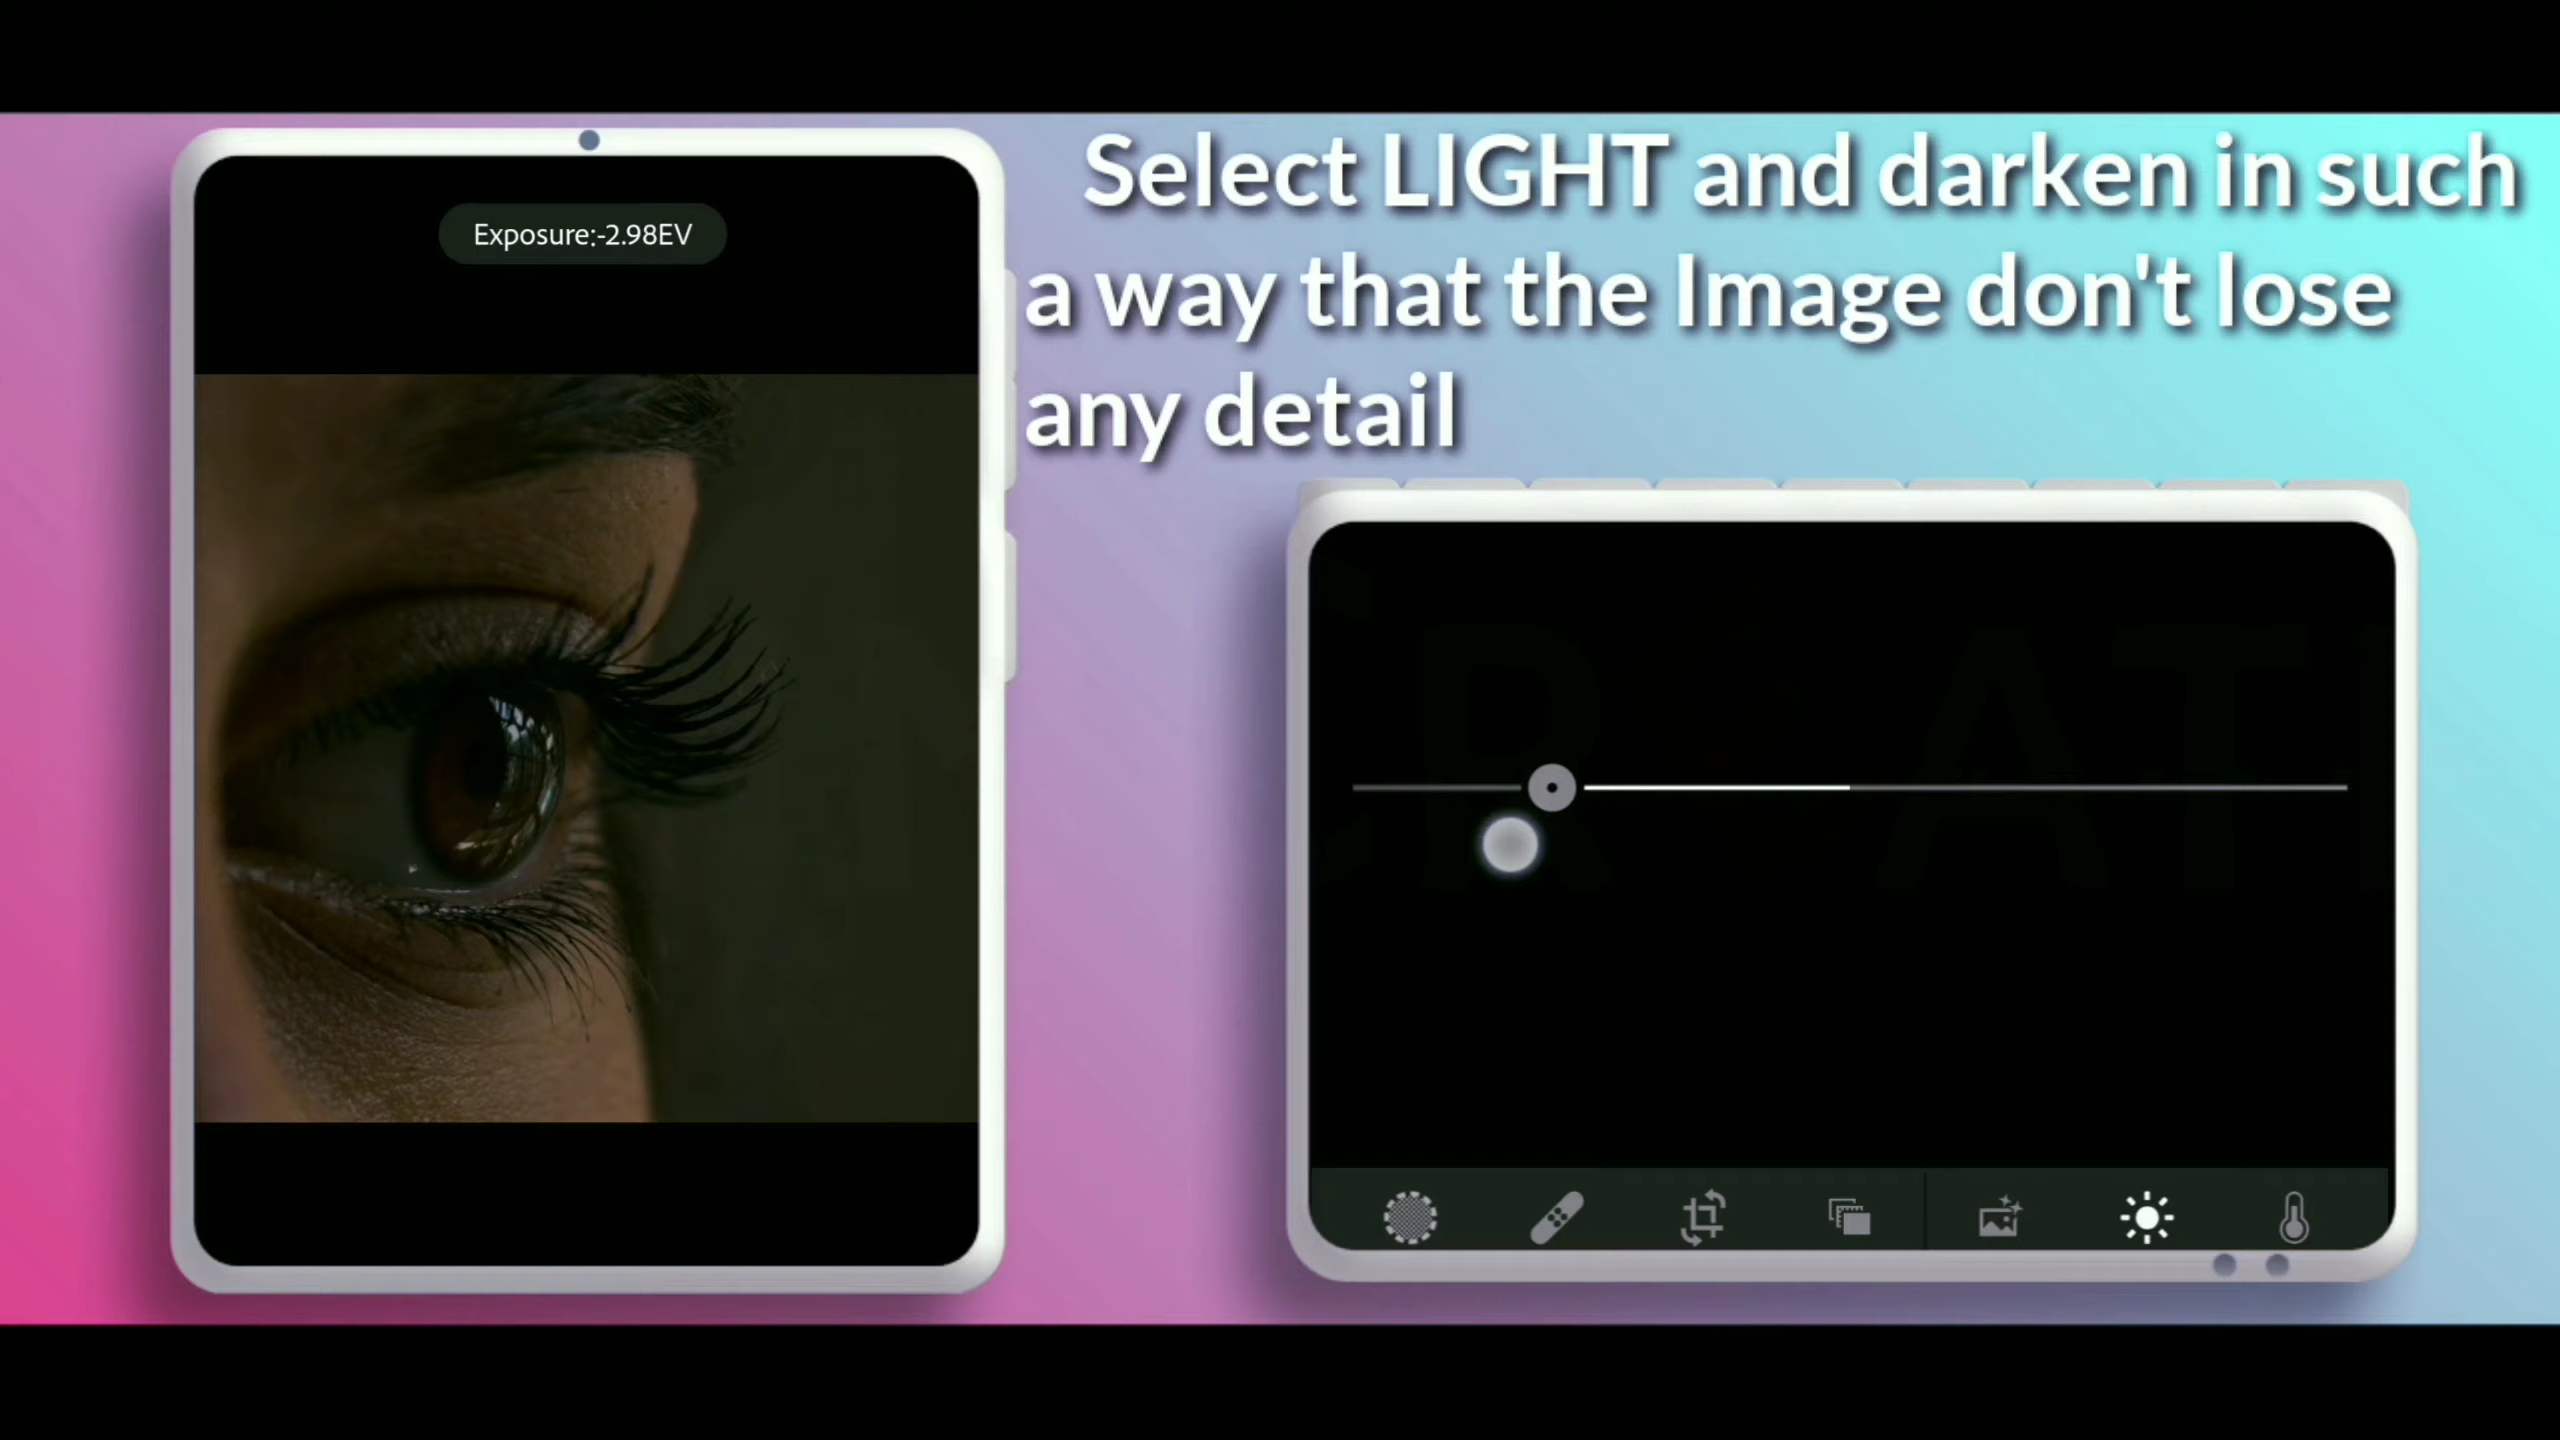 Select LIGHT and darken in such
a way that the Image don't lose
any detail
Exposure:-2.98EV